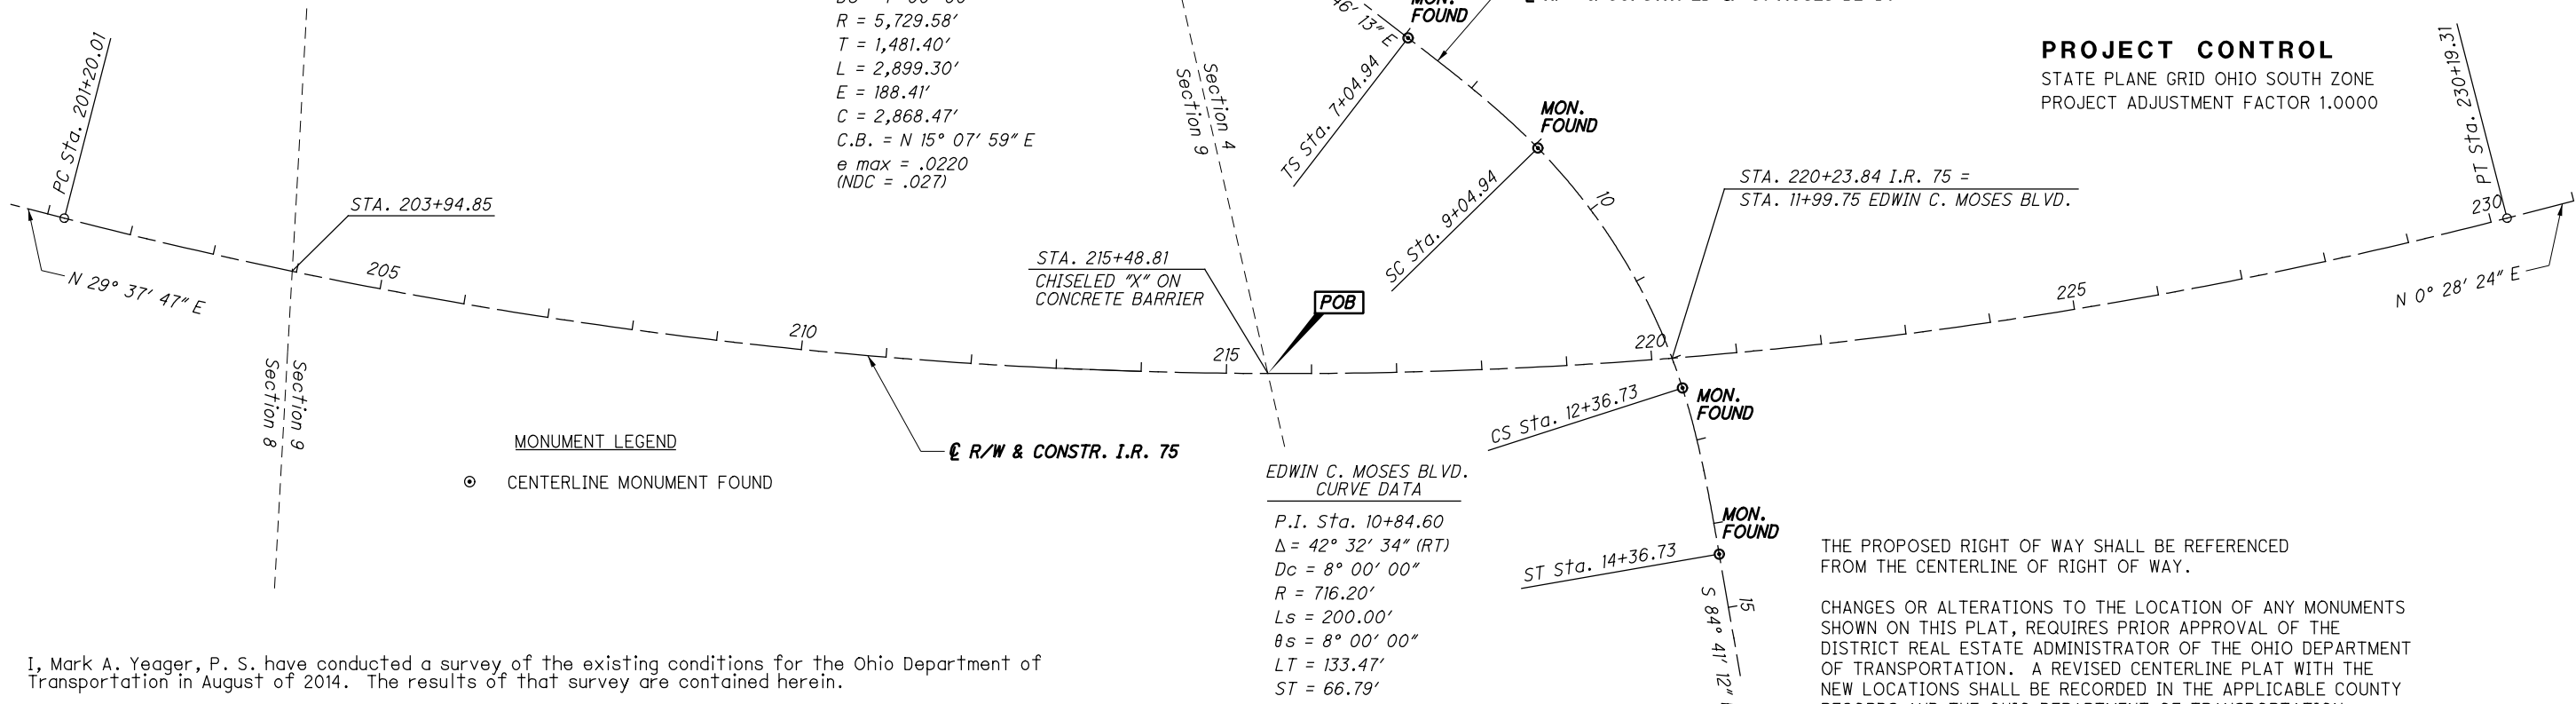 R = 5,729.58'
T = 1,481.40'
L = 2,899.30'
E = 188.41'
C = 2,868.47'
C.B. = N 15° 07' 59" E
e max = .0220
(NDC = .027)
PC Sta. 201+20.01
N 29° 37' 47" E
STA. 203+94.85
205
210
215
220
225
230
Section 9
Section 8
Section 4
Section 9
46' 13" E
MON.
FOUND
TS Sta. 7+04.94
MON.
FOUND
SC Sta. 9+04.94
10
PROJECT CONTROL
STATE PLANE GRID OHIO SOUTH ZONE
PROJECT ADJUSTMENT FACTOR 1.0000
PT Sta. 230+19.31
N 0° 28' 24" E
STA. 220+23.84 I.R. 75 =
STA. 11+99.75 EDWIN C. MOSES BLVD.
STA. 215+48.81
CHISELED "X" ON
CONCRETE BARRIER
POB
MONUMENT LEGEND
CENTERLINE MONUMENT FOUND
℄ R/W & CONSTR. I.R. 75
CS Sta. 12+36.73
MON.
FOUND
EDWIN C. MOSES BLVD.
CURVE DATA
P.I. Sta. 10+84.60
Δ = 42° 32' 34" (RT)
Dc = 8° 00' 00"
R = 716.20'
Ls = 200.00'
θs = 8° 00' 00"
LT = 133.47'
ST = 66.79'
MON.
FOUND
ST Sta. 14+36.73
15
S 84° 41' 12"
THE PROPOSED RIGHT OF WAY SHALL BE REFERENCED
FROM THE CENTERLINE OF RIGHT OF WAY.
CHANGES OR ALTERATIONS TO THE LOCATION OF ANY MONUMENTS
SHOWN ON THIS PLAT, REQUIRES PRIOR APPROVAL OF THE
DISTRICT REAL ESTATE ADMINISTRATOR OF THE OHIO DEPARTMENT
OF TRANSPORTATION. A REVISED CENTERLINE PLAT WITH THE
NEW LOCATIONS SHALL BE RECORDED IN THE APPLICABLE COUNTY
I, Mark A. Yeager, P. S. have conducted a survey of the existing conditions for the Ohio Department of
Transportation in August of 2014. The results of that survey are contained herein.